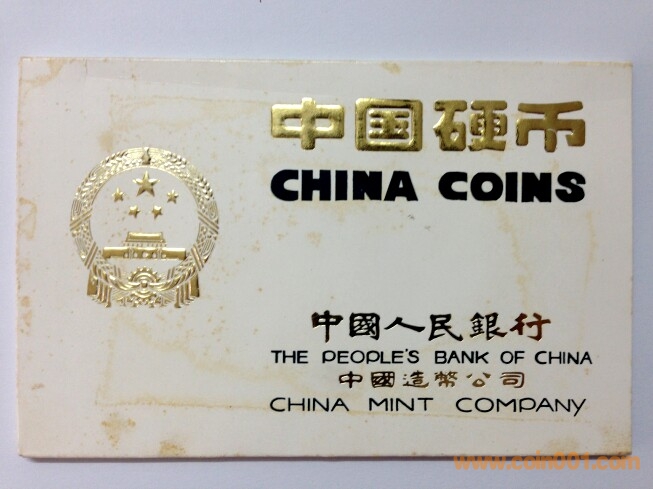 中国硬币
CHINA COINS
中國人民銀行
THE PEOPLE'S BANK OF CHINA
中國造幣公司
CHINA MINT COMPANY
www.coin001.com